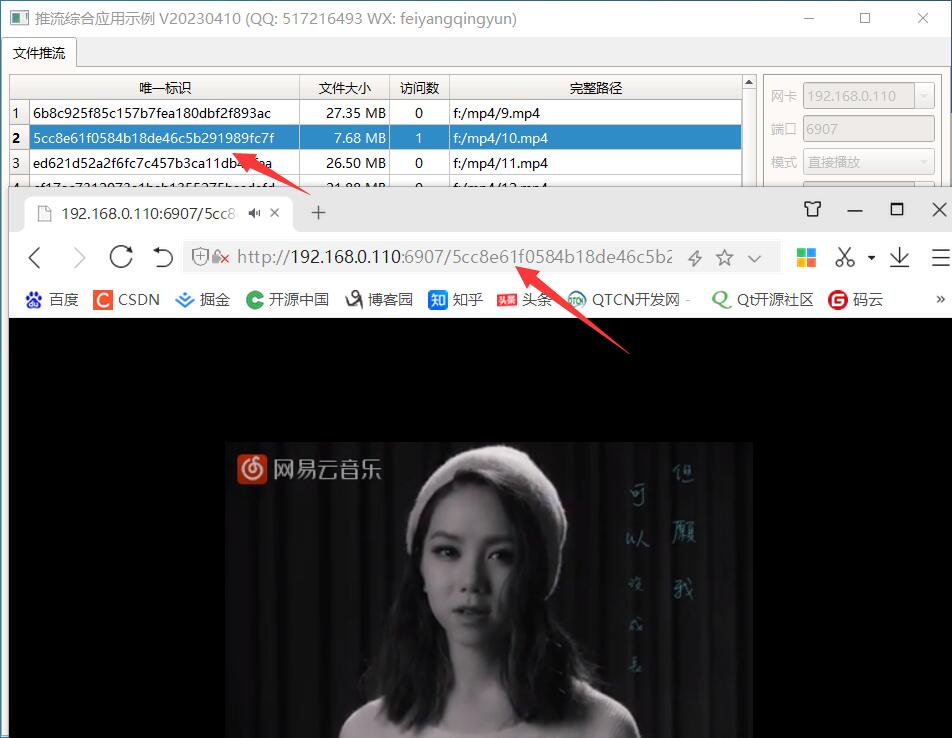 推流综合应用示例 V20230410 (QQ: 517216493 WX: feiyangqingyun)
文件推流
唯一标识 文件大小 访问数 完整路径
1 6b8c925f85c157b7fea180dbf2f893ac 27.35 MB 0 f:/mp4/9.mp4
2 5cc8e61f0584b18de46c5b291989fc7f 7.68 MB 1 f:/mp4/10.mp4
3 26.50 MB 0 f:/mp4/11.mp4
网卡 192.168.0.110
端口 6907
模式 直接播放
192.168.0.110:6907/5cc8
http://192.168.0.110:6907/5cc8e61f0584b18de46c5b2
百度 CSDN 掘金 开源中国 博客园 知乎 头条 QTCN开发网 - Qt开源社区 码云 »
网易云音乐
但愿我
可以没成长